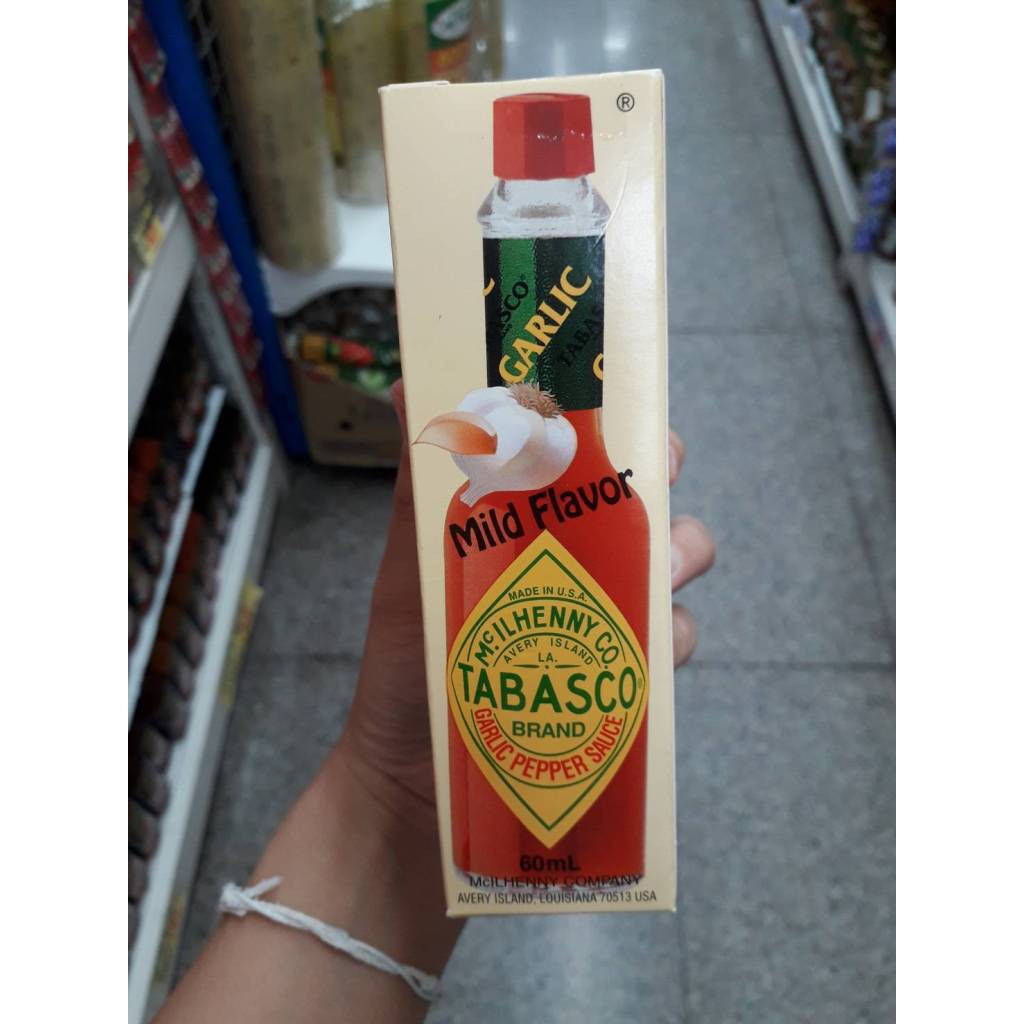 ®
TABASCO®
GARLIC
TABAS
Mild Flavor
MADE IN U.S.A.
McILHENNY CO.
AVERY ISLAND
LA.
TABASCO®
BRAND
GARLIC PEPPER SAUCE
60mL
McILHENNY COMPANY
AVERY ISLAND, LOUISIANA 70513 USA